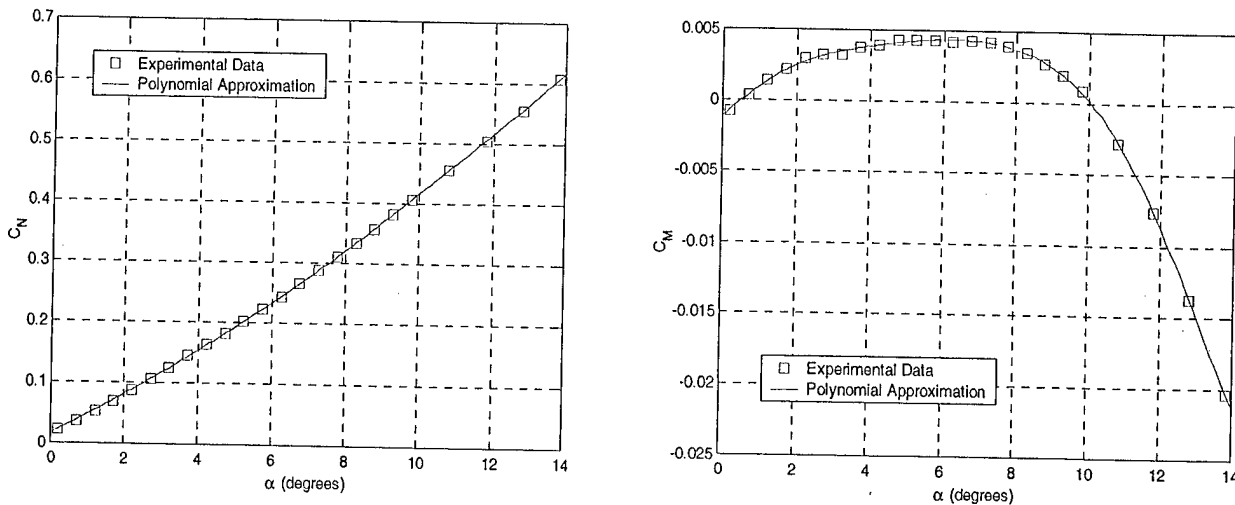 0.7
0.6
0.5
0.4
0.3
0.2
0.1
0
C_N
Experimental Data
Polynomial Approximation
0 2 4 6 8 10 12 14
α (degrees)
0.005
0
-0.005
-0.01
-0.015
-0.02
-0.025
C_M
Experimental Data
Polynomial Approximation
0 2 4 6 8 10 12 14
α (degrees)